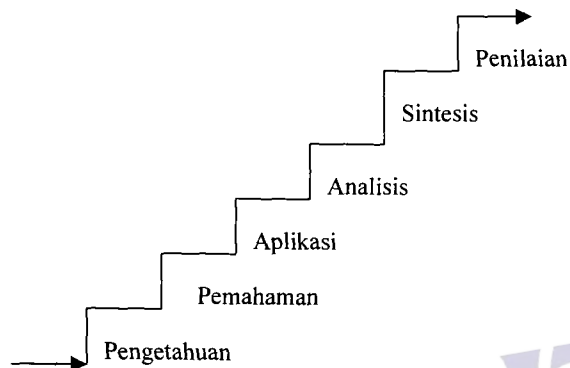 Penilaian
Sintesis
Analisis
Aplikasi
Pemahaman
Pengetahuan